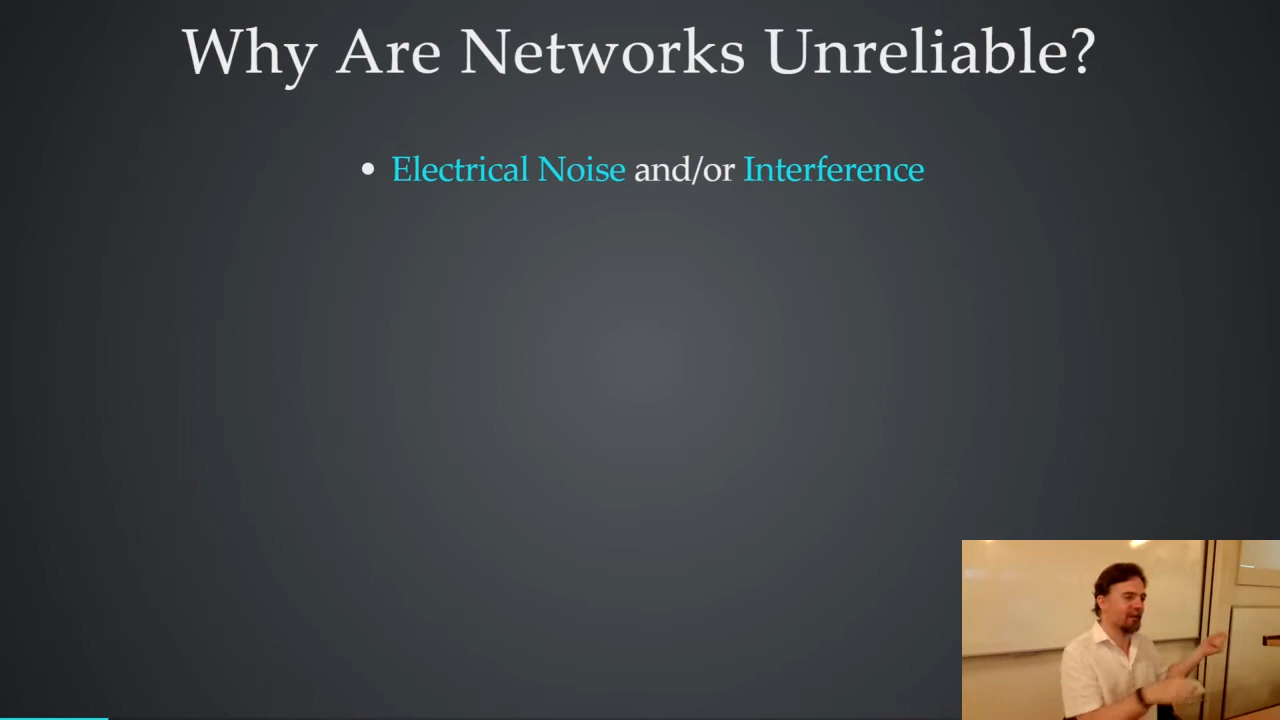 Why Are Networks Unreliable?
• Electrical Noise and/or Interference